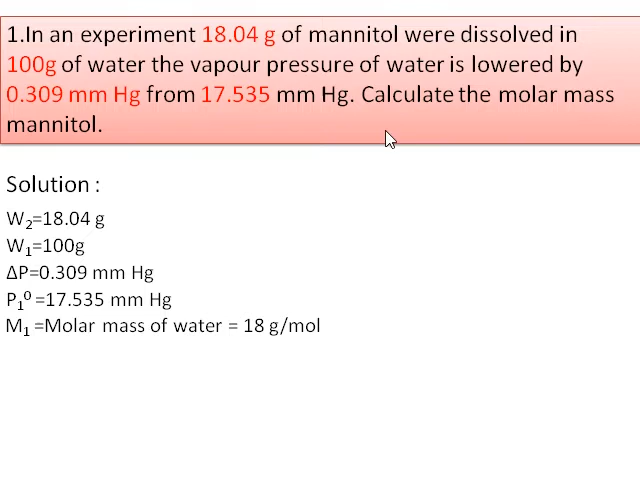 1.In an experiment 18.04 g of mannitol were dissolved in
100g of water the vapour pressure of water is lowered by
0.309 mm Hg from 17.535 mm Hg. Calculate the molar mass
mannitol.
Solution :
W₂=18.04 g
W₁=100g
ΔP=0.309 mm Hg
P₁⁰ =17.535 mm Hg
M₁ =Molar mass of water = 18 g/mol